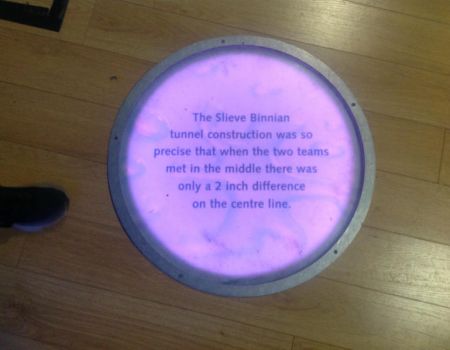 The Slieve Binnian
tunnel construction was so
precise that when the two teams
met in the middle there was
only a 2 inch difference
on the centre line.